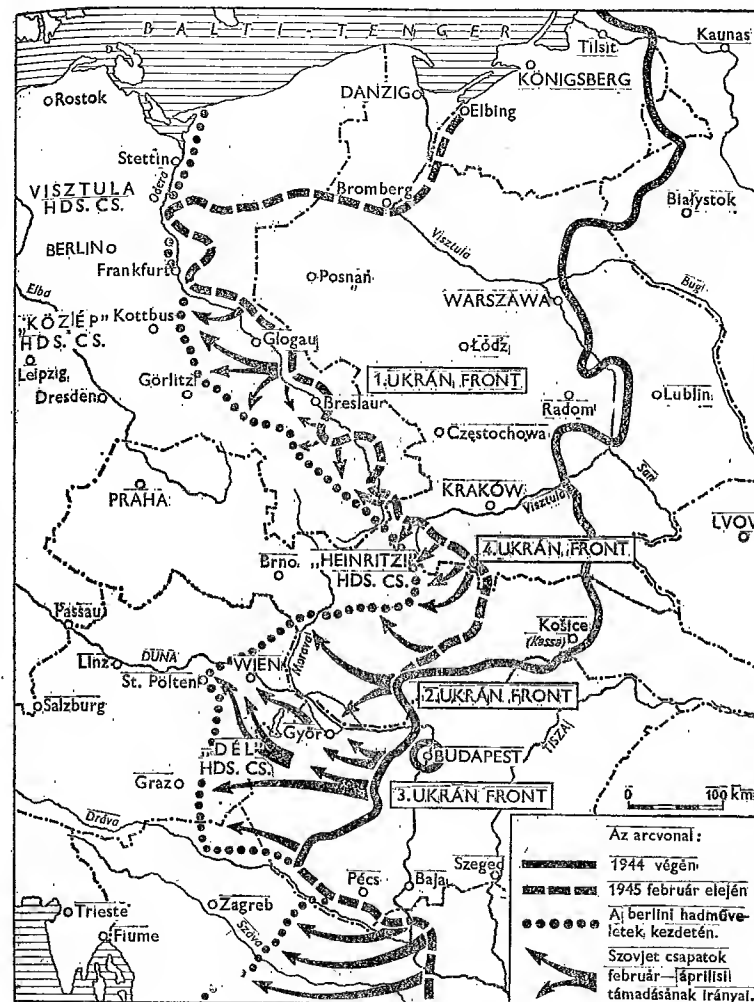 BALTI-TENGER
Tilsit
Kaunas
KÖNIGSBERG
Rostok
DANZIG
Elbing
Stettin
Odera
VISZTULA
HDS. CS.
Bromberg
Białystok
BERLIN
Visztula
Frankfurt
Posnań
WARSZAWA
Bugi
Elba
"KÖZÉP"
HDS. CS.
Kottbus
Glogau
Łódź
Leipzig
Görlitz
1. UKRÁN FRONT
Dresden
Breslau
Radom
Lublin
Częstochowa
PRAHA
KRAKÓW
San
Visztula
LVOV
Brno
„HEINRITZI"
HDS. CS.
4. UKRÁN FRONT
Passau
Košice
(Kassa)
Linz
DUNA
Morava
WIEN
St. Pölten
2. UKRÁN FRONT
Salzburg
Győr
TISZA
BUDAPEST
"DÉL"
HDS. CS.
Graz
3. UKRÁN FRONT
0 100 km
Dráva
Pécs
Baja
Szeged
Zagreb
Trieste
Száva
Fiume
Az arcvonal:
1944 végén
1945 február elején
A berlini hadműve-
letek kezdetén.
Szovjet csapatok
február—áprilisi
támadásának irányai.